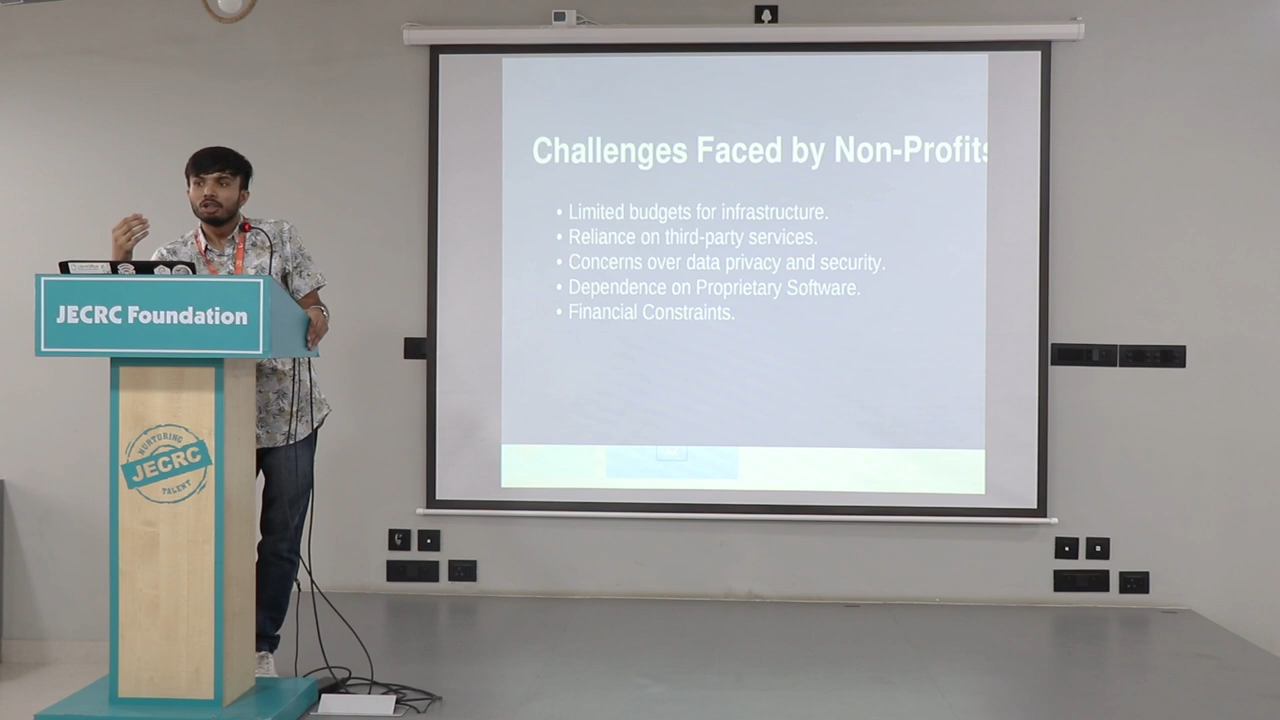 Challenges Faced by Non-Profits
• Limited budgets for infrastructure.
• Reliance on third-party services.
• Concerns over data privacy and security.
• Dependence on Proprietary Software.
• Financial Constraints.
JECRC Foundation
NURTURING
JECRC
TALENT